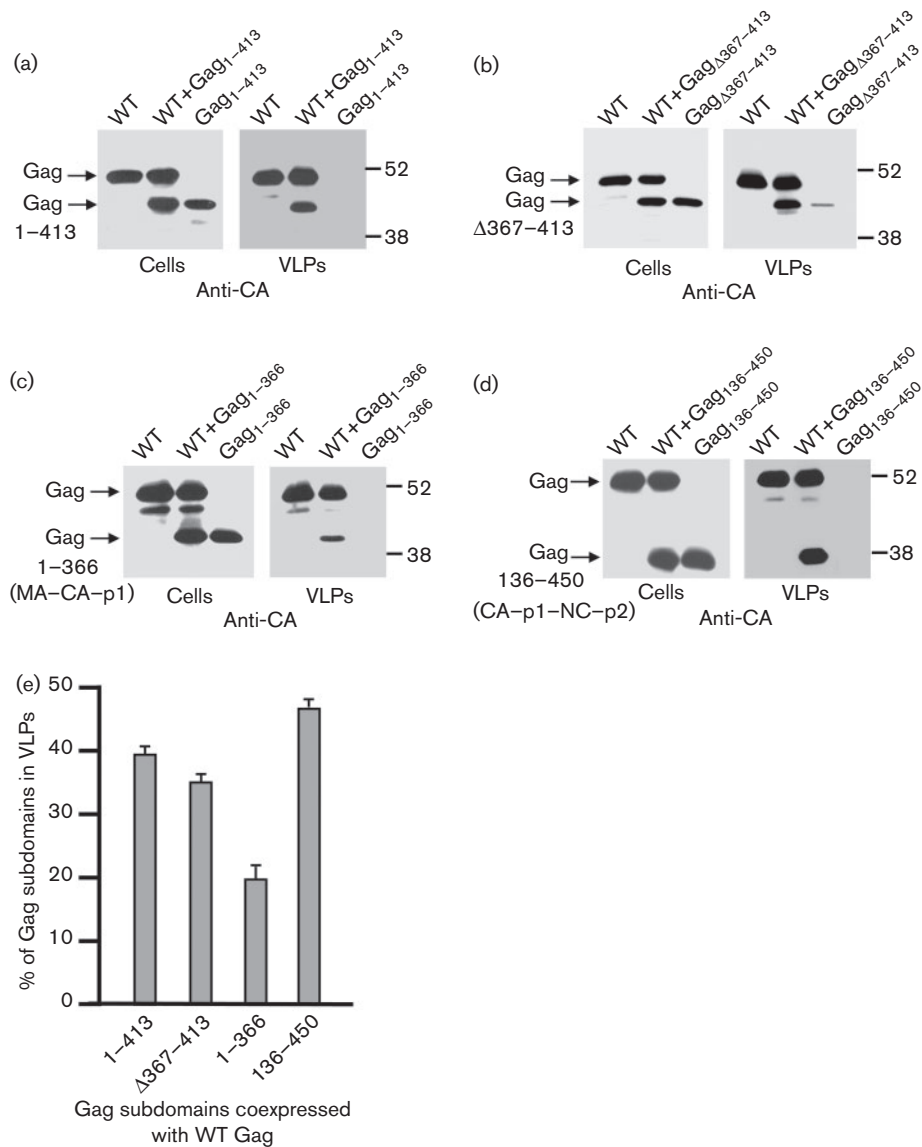 (a)
WT
WT+Gag1–413
Gag1–413
WT
WT+Gag1–413
Gag1–413
Gag
Gag
1–413
52
38
Cells
VLPs
Anti-CA
(b)
WT
WT+GagΔ367–413
GagΔ367–413
WT
WT+GagΔ367–413
GagΔ367–413
Gag
Gag
Δ367–413
52
38
Cells
VLPs
Anti-CA
(c)
WT
WT+Gag1–366
Gag1–366
WT
WT+Gag1–366
Gag1–366
Gag
Gag
1–366
(MA–CA–p1)
52
38
Cells
VLPs
Anti-CA
(d)
WT
WT+Gag136–450
Gag136–450
WT
WT+Gag136–450
Gag136–450
Gag
Gag
136–450
(CA–p1–NC–p2)
52
38
Cells
VLPs
Anti-CA
(e)
% of Gag subdomains in VLPs
50
40
30
20
10
0
1–413
Δ367–413
1–366
136–450
Gag subdomains coexpressed
with WT Gag